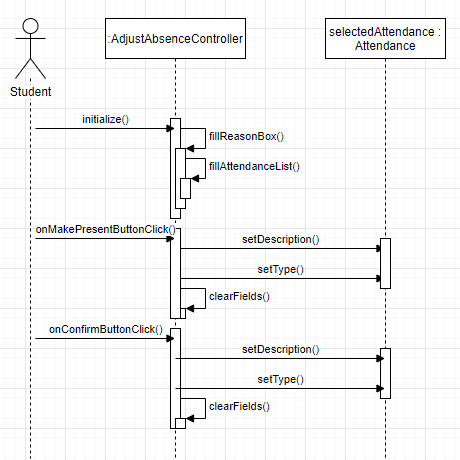 selectedAttendance :
Attendance
:AdjustAbsenceController
Student
initialize()
fillReasonBox()
fillAttendanceList()
onMakePresentButtonClick()
setDescription()
setType()
clearFields()
onConfirmButtonClick()
setDescription()
setType()
clearFields()